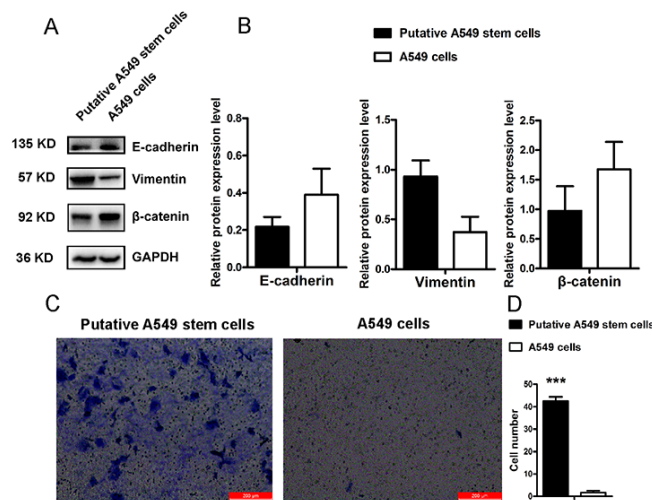 A
Putative A549 stem cells
A549 cells
135 KD
E-cadherin
57 KD
Vimentin
92 KD
β-catenin
36 KD
GAPDH
B
Putative A549 stem cells
A549 cells
Relative protein expression level
0.8
0.6
0.4
0.2
0.0
E-cadherin
Relative protein expression level
1.5
1.0
0.5
0.0
Vimentin
Relative protein expression level
2.5
2.0
1.5
1.0
0.5
0.0
β-catenin
C
Putative A549 stem cells
200 μm
A549 cells
200 μm
D
Putative A549 stem cells
A549 cells
Cell number
50
40
30
20
10
0
***